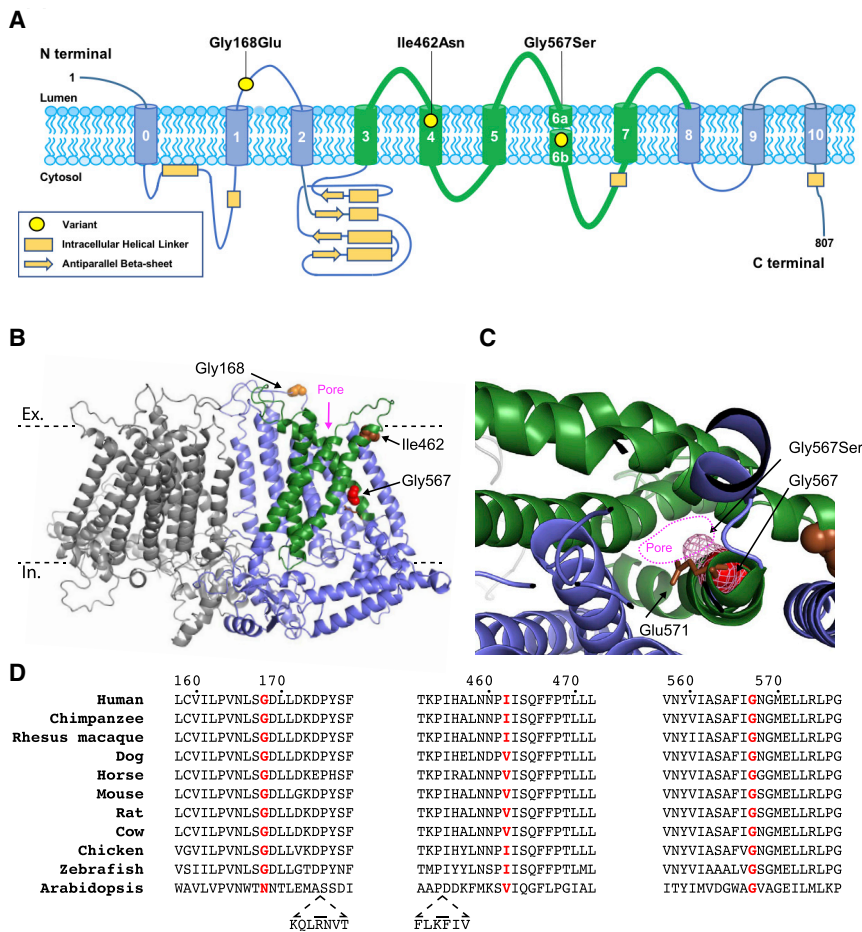 A
Gly168Glu Ile462Asn Gly567Ser
N terminal
1
Lumen
0 1 2 3 4 5 6a 6b 7 8 9 10
Cytosol
Variant
Intracellular Helical Linker
Antiparallel Beta-sheet
807
C terminal
B
Gly168
Pore
Ex.
Ile462
Gly567
In.
C
Gly567Ser
Gly567
Pore
Glu571
D
160 170 460 470 560 570
Human LCVILPVNLSGDLLDKDPYSF TKPIHALNNPIISQFFPTLLL VNYVIASAFIGNGMELLRLPG
Chimpanzee LCVILPVNLSGDLLDKDPYSF TKPIHALNNPIISQFFPTLLL VNYVIASAFIGNGMELLRLPG
Rhesus macaque LCVILPVNLSGDLLDKDPYSF TKPIHALNNPIISQFFPTLLL VNYIIASAFIGNGMELLRLPG
Dog LCVILPVNLSGDLLDKDPYSF TKPIHELNDPVISQFFPTLLL VNYVIASAFIGNGMELLRLPG
Horse LCVILPVNLSGDLLDKEPHSF TKPIRALNNPVISQFFPTLLL VNYVIASAFIGGGMELLRLPG
Mouse LCVILPVNLSGDLLGKDPYSF TKPIHALNNPVISQFFPTLLL VNYVIASAFIGSGMELLRLPG
Rat LCVILPVNLSGDLLDKDPYSF TKPIHALNNPVISQFFPTLLL VNYVIASAFIGSGMELLRLPG
Cow LCVILPVNLSGDLLDKDPYSF TKPIHALNNPVISQFFPTLLL VNYVIASAFIGNGMELLRLPG
Chicken VGVILPVNLSGDLLVKDPYSF TKPIHYLNNPIISQFFPTLLL VNYVIASAFVGNGMELLRLPG
Zebrafish VSIILPVNLSGDLLGTDPYNF TMPIYYLNSPIISQFFPTLML VNYVIAAALVGSGMELLRLPG
Arabidopsis WAVLVPVNWTNNTLEMASSDI AAPDDKFMKSVIQGFLPGIAL ITYIMVDGWAGVAGEILMLKP
KQLRNVT FLKFIV